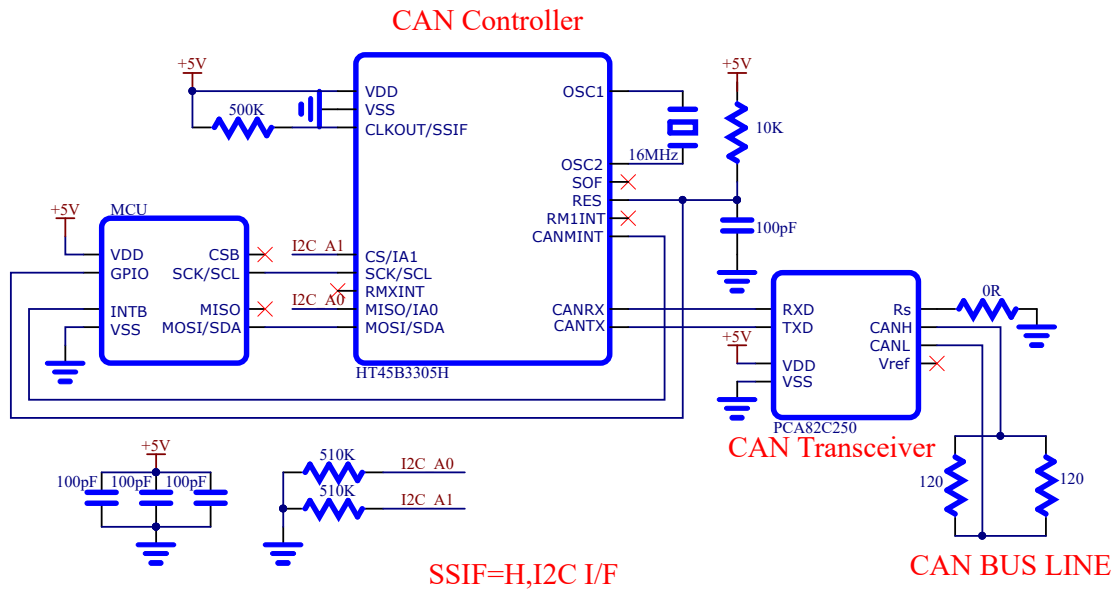 CAN Controller
+5V
+5V
500K
VDD
VSS
CLKOUT/SSIF
OSC1
OSC2
SOF
RES
RM1INT
CANMINT
16MHz
10K
100pF
MCU
+5V
VDD
GPIO
INTB
VSS
CSB
SCK/SCL
MISO
MOSI/SDA
I2C_A1
I2C_A0
CS/IA1
SCK/SCL
RMXINT
MISO/IA0
MOSI/SDA
CANRX
CANTX
HT45B3305H
+5V
RXD
TXD
VDD
VSS
Rs
CANH
CANL
Vref
0R
PCA82C250
CAN Transceiver
+5V
100pF
100pF
100pF
510K
I2C_A0
510K
I2C_A1
120
120
CAN BUS LINE
SSIF=H,I2C I/F